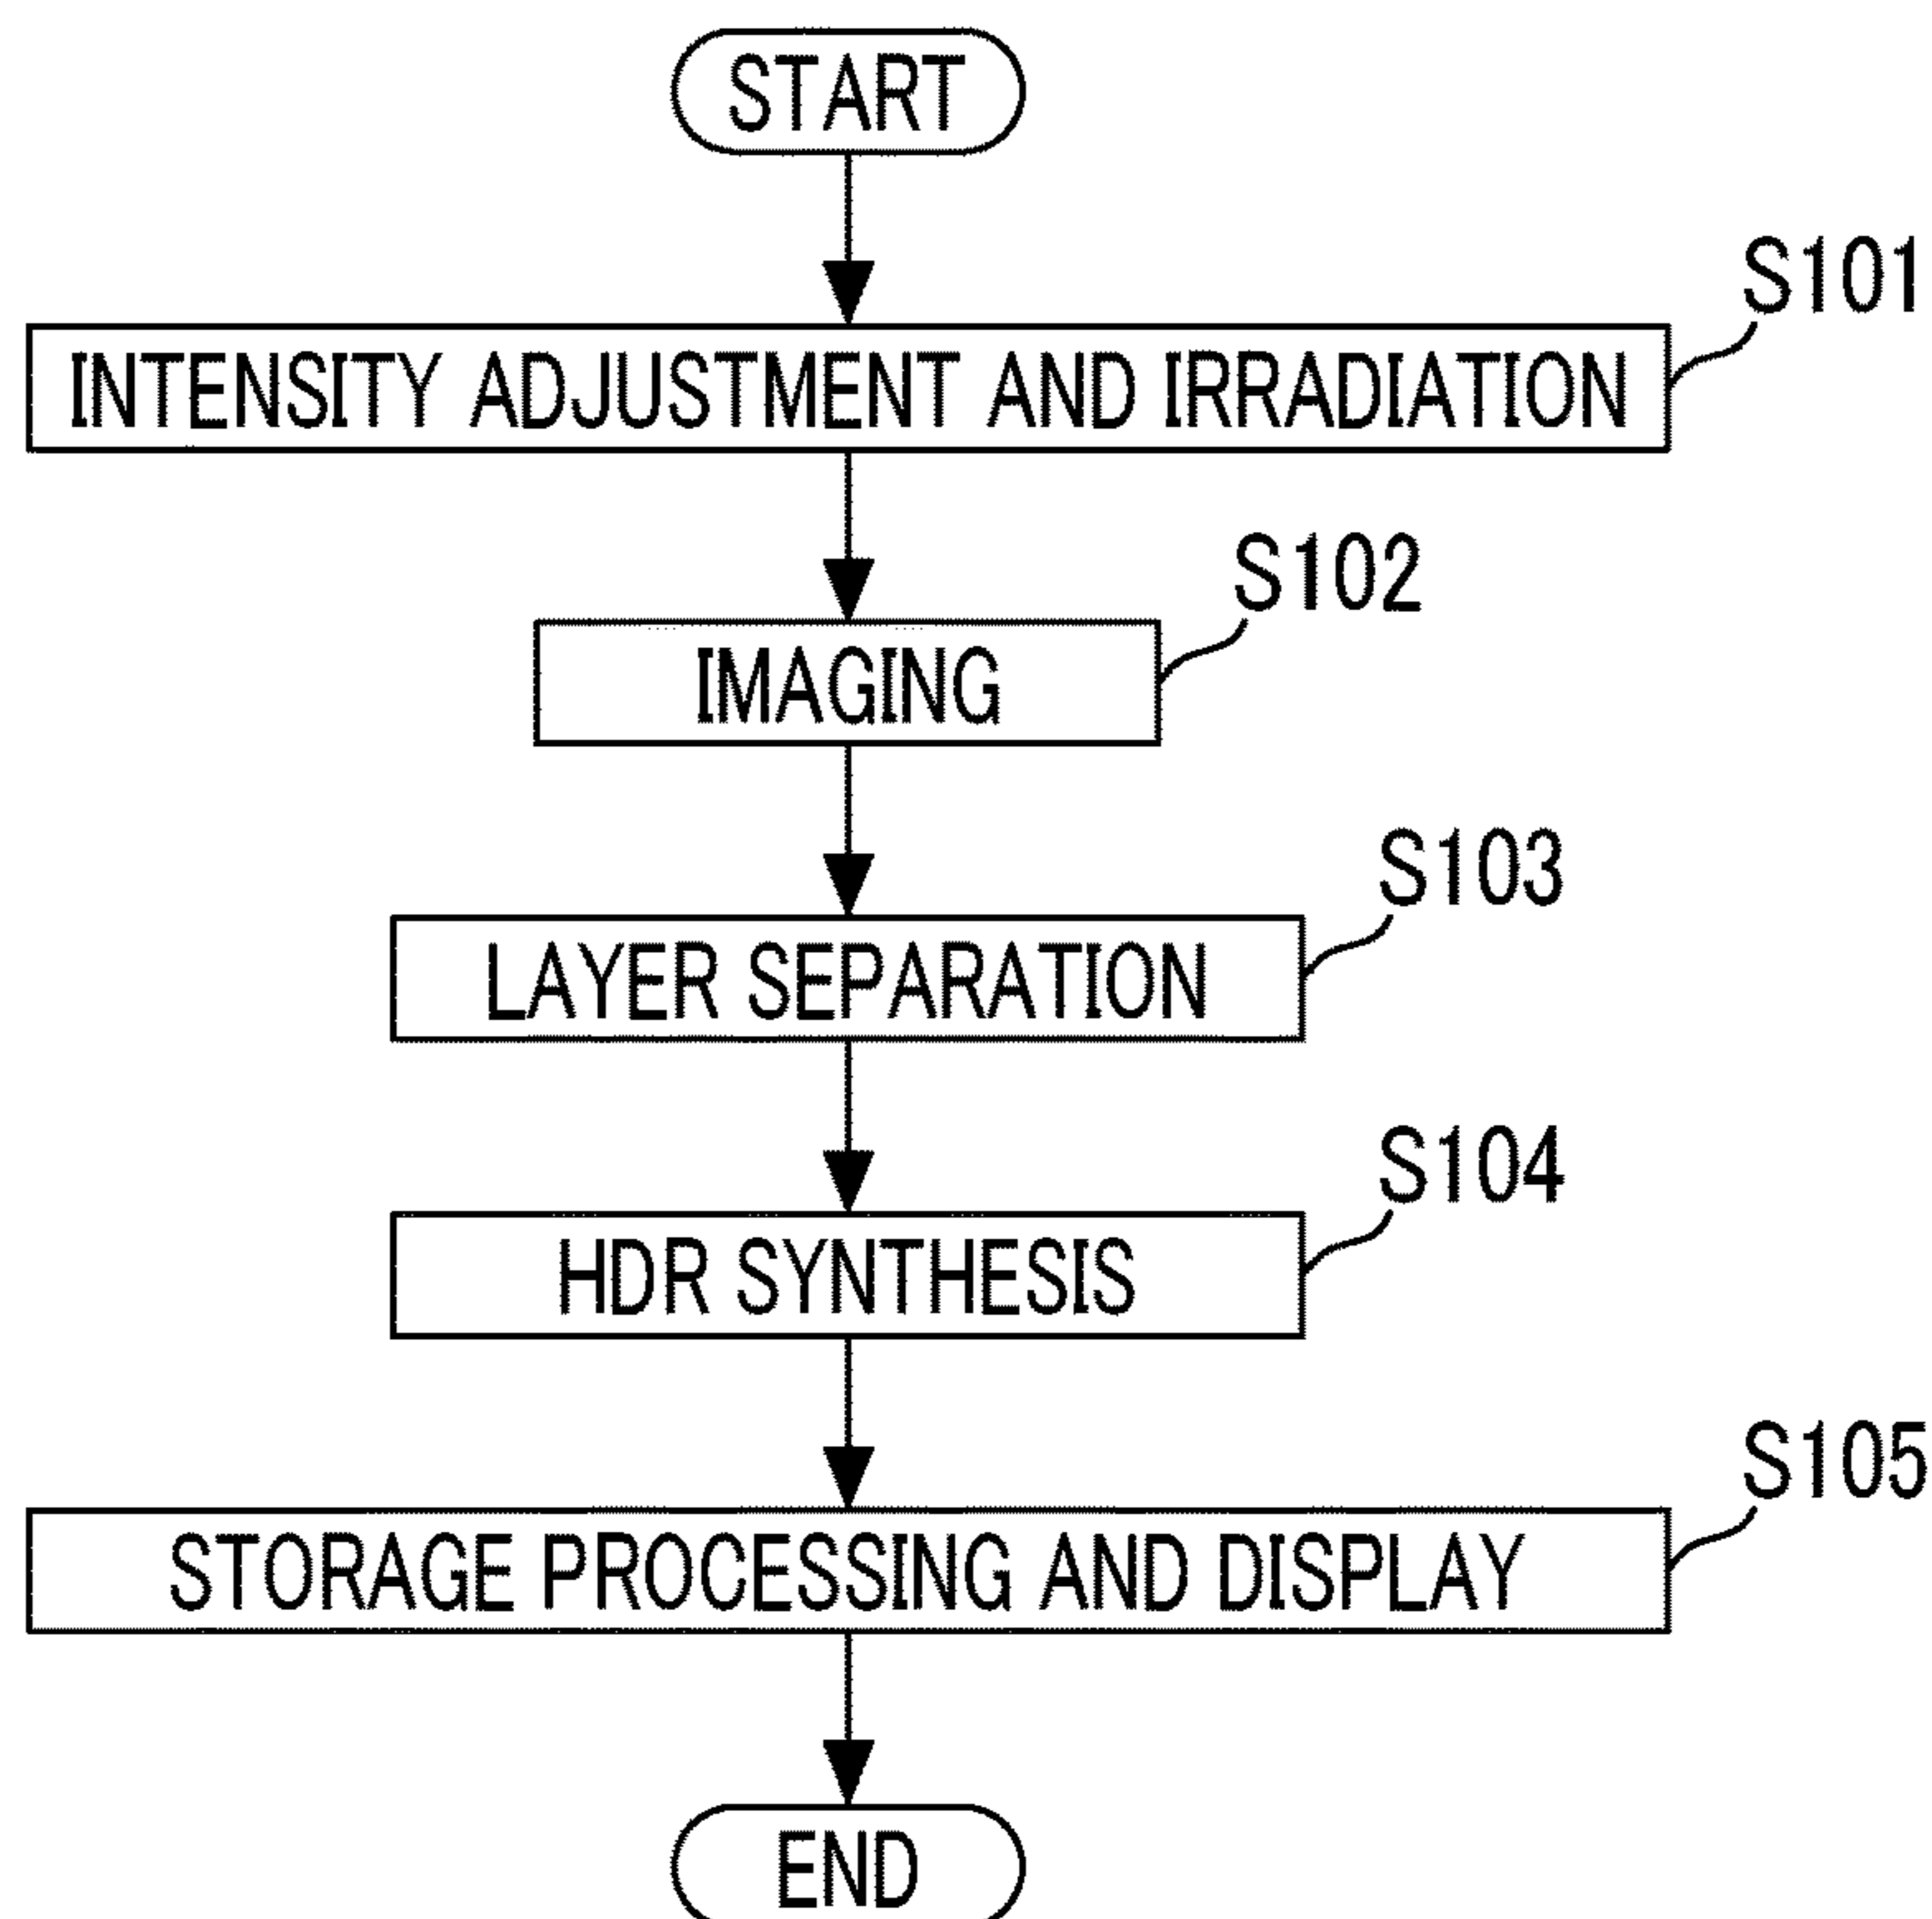 START
S101
INTENSITY ADJUSTMENT AND IRRADIATION
S102
IMAGING
S103
LAYER SEPARATION
S104
HDR SYNTHESIS
S105
STORAGE PROCESSING AND DISPLAY
END